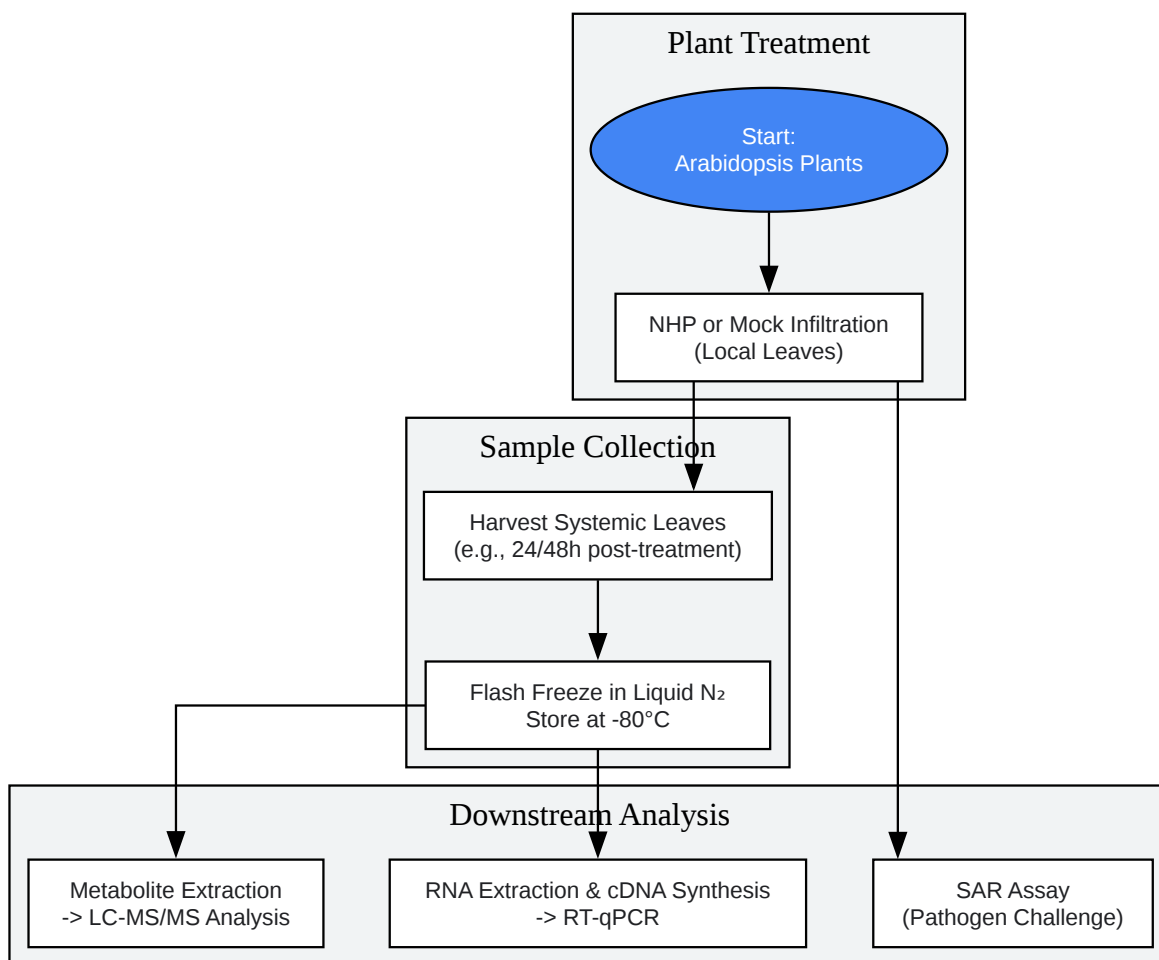 Plant Treatment
Start:
Arabidopsis Plants
NHP or Mock Infiltration
(Local Leaves)
Sample Collection
Harvest Systemic Leaves
(e.g., 24/48h post-treatment)
Flash Freeze in Liquid N₂
Store at -80°C
Downstream Analysis
Metabolite Extraction
-> LC-MS/MS Analysis
RNA Extraction & cDNA Synthesis
-> RT-qPCR
SAR Assay
(Pathogen Challenge)